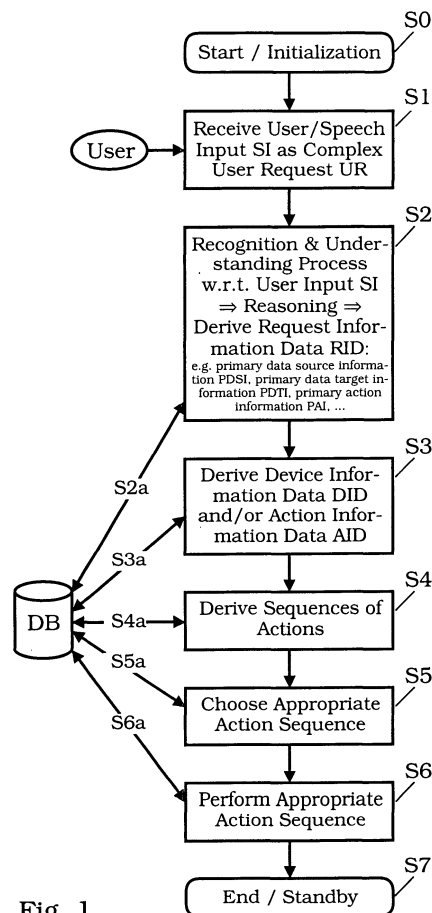 S0
Start / Initialization
S1
Receive User/Speech
Input SI as Complex
User Request UR
User
S2
Recognition & Under-
standing Process
w.r.t. User Input SI
⇒ Reasoning ⇒
Derive Request Infor-
mation Data RID:
e.g. primary data source informa-
tion PDSI, primary data target in-
formation PDTI, primary action
information PAI, ...
S3
Derive Device Infor-
mation Data DID
and/or Action Infor-
mation Data AID
S2a
S3a
S4
Derive Sequences of
Actions
DB
S4a
S5a
S6a
S5
Choose Appropriate
Action Sequence
S6
Perform Appropriate
Action Sequence
S7
End / Standby
Fig. 1